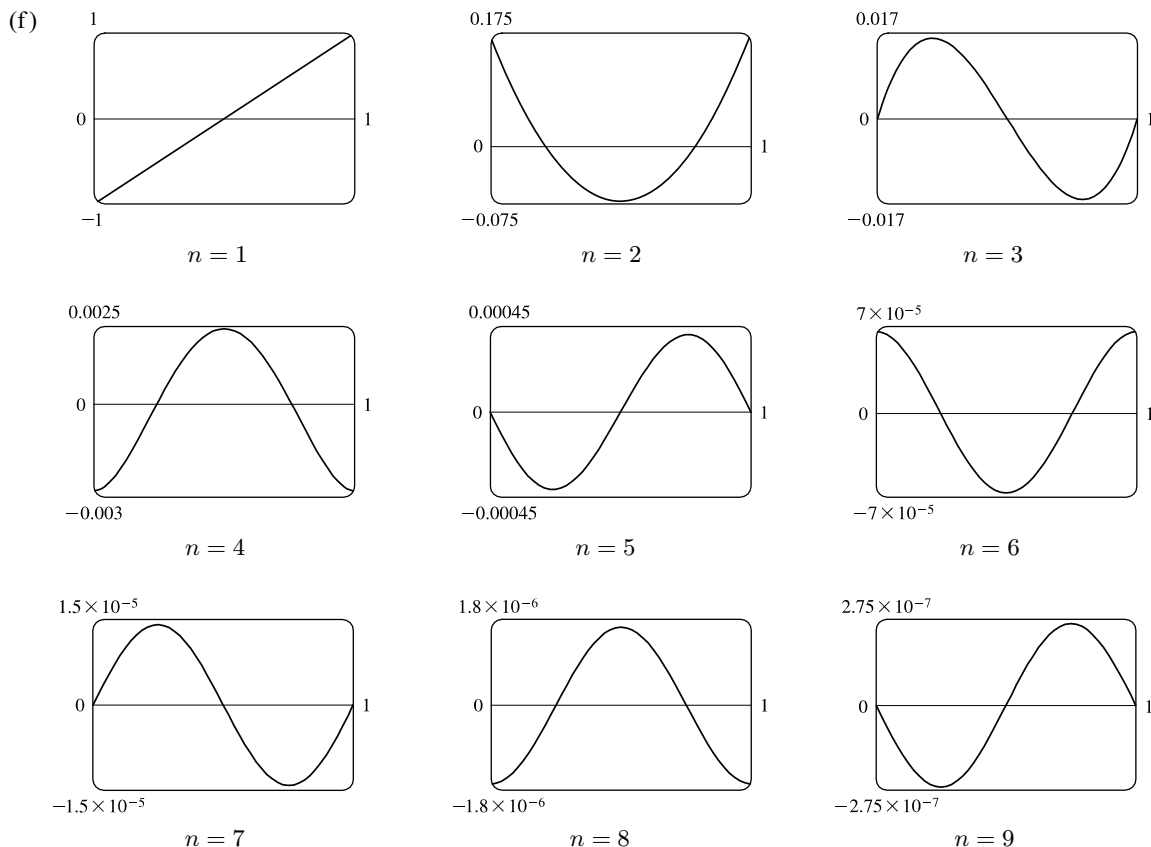 (f)
1 0.175 0.017
0 1 0 1 0 1
−1 −0.075 −0.017
n = 1 n = 2 n = 3
0.0025 0.00045 7×10⁻⁵
0 1 0 1 0 1
−0.003 −0.00045 −7×10⁻⁵
n = 4 n = 5 n = 6
1.5×10⁻⁵ 1.8×10⁻⁶ 2.75×10⁻⁷
0 1 0 1 0 1
−1.5×10⁻⁵ −1.8×10⁻⁶ −2.75×10⁻⁷
n = 7 n = 8 n = 9